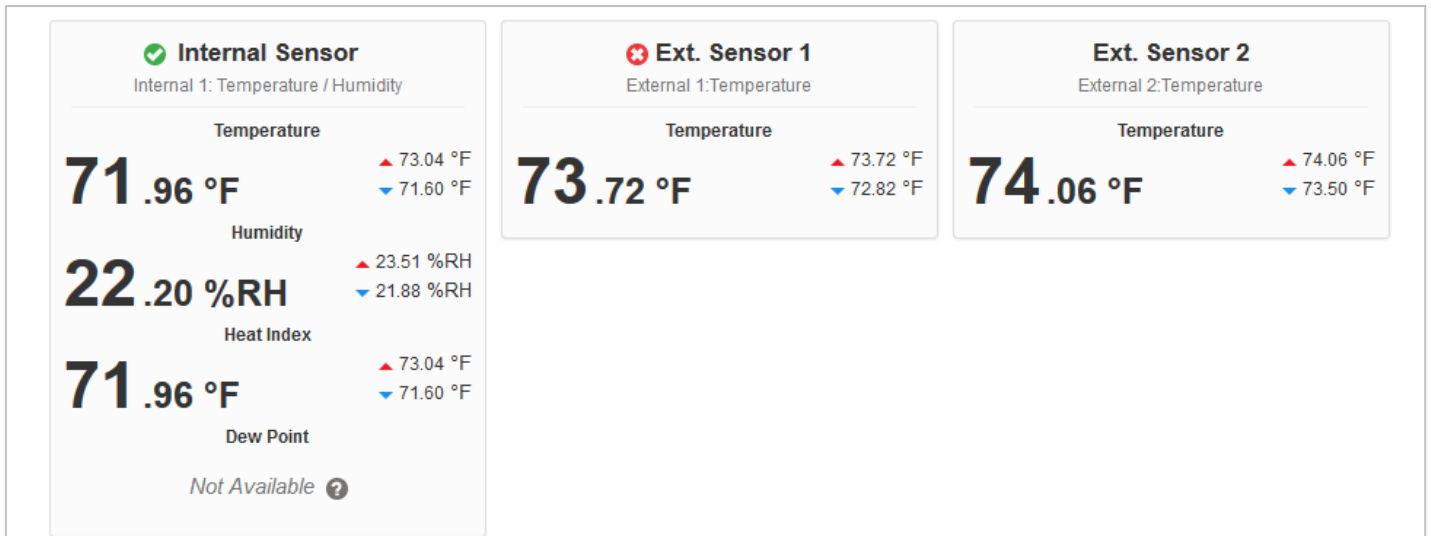 Internal Sensor
Internal 1: Temperature / Humidity
Temperature
71.96 °F
73.04 °F
71.60 °F
Humidity
22.20 %RH
23.51 %RH
21.88 %RH
Heat Index
71.96 °F
73.04 °F
71.60 °F
Dew Point
Not Available ?
Ext. Sensor 1
External 1:Temperature
Temperature
73.72 °F
73.72 °F
72.82 °F
Ext. Sensor 2
External 2:Temperature
Temperature
74.06 °F
74.06 °F
73.50 °F